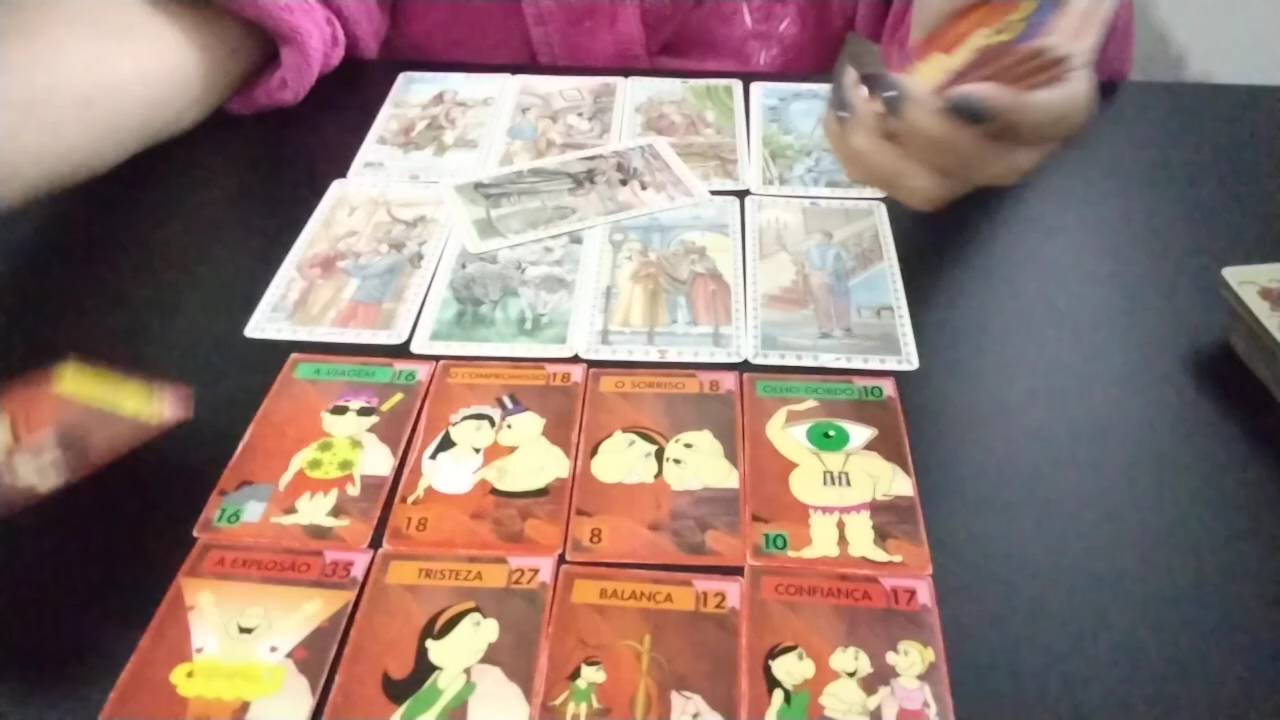 A VIAGEM 16
16
O COMPROMISSO 18
18
O SORRISO 8
8
OLHO GORDO 10
10
A EXPLOSÃO 35
TRISTEZA 27
BALANÇA 12
CONFIANÇA 17